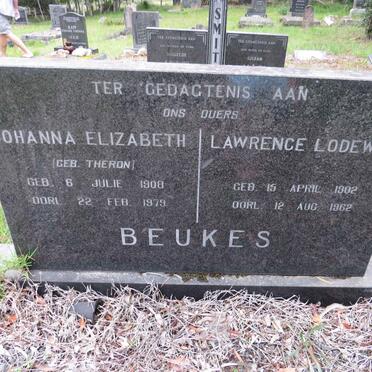 SMIT
TER GEDAGTENIS AAN
ONS OUERS
OHANNA ELIZABETH
(GEB. THERON)
GEB. 6 JULIE 1908
OORL. 22 FEB. 1979
LAWRENCE LODEW
GEB. 15 APRIL 1902
OORL. 12 AUG. 1962
BEUKES